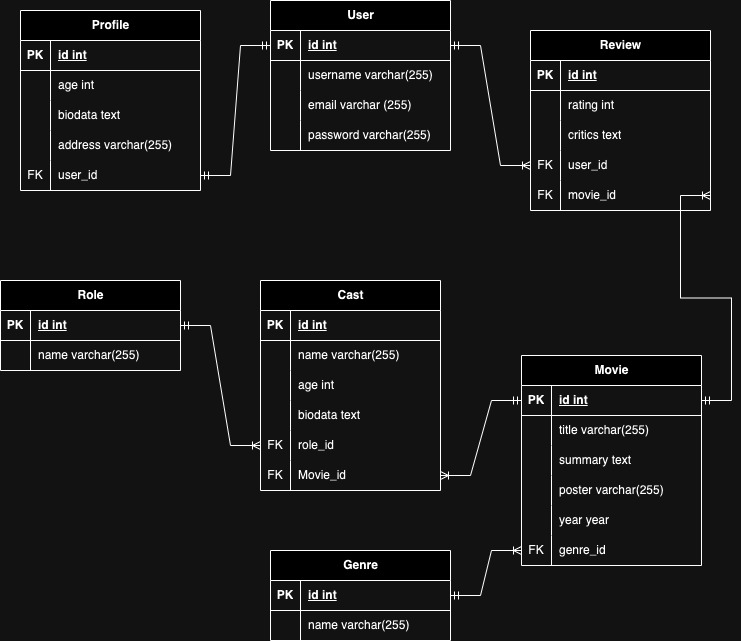 Profile
PK id int
age int
biodata text
address varchar(255)
FK user_id
User
PK id int
username varchar(255)
email varchar (255)
password varchar(255)
Review
PK id int
rating int
critics text
FK user_id
FK movie_id
Role
PK id int
name varchar(255)
Cast
PK id int
name varchar(255)
age int
biodata text
FK role_id
FK Movie_id
Movie
PK id int
title varchar(255)
summary text
poster varchar(255)
year year
FK genre_id
Genre
PK id int
name varchar(255)